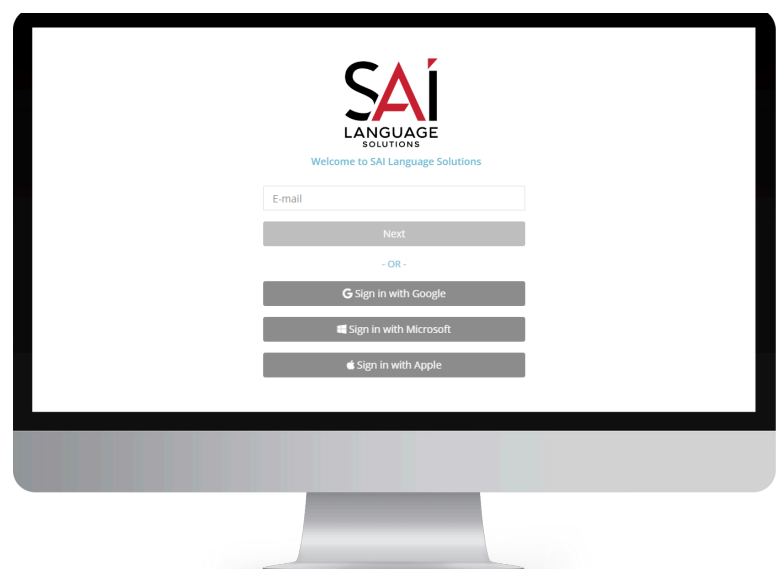 SAÍ
LANGUAGE
SOLUTIONS
Welcome to SAI Language Solutions
E-mail
Next
- OR -
Sign in with Google
Sign in with Microsoft
Sign in with Apple